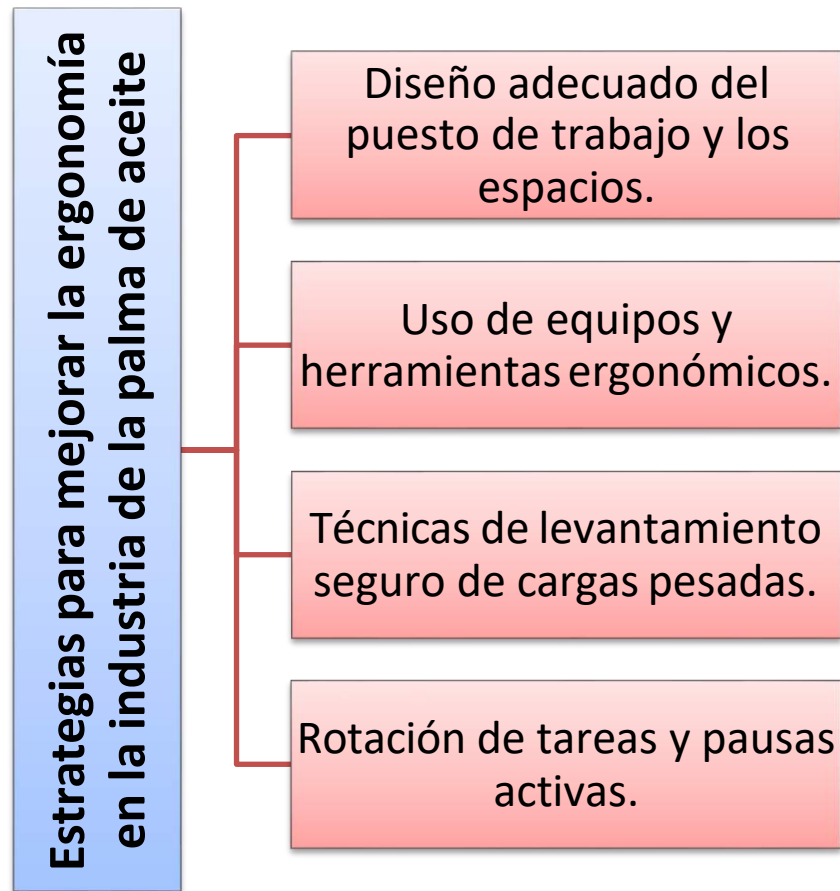 Estrategias para mejorar la ergonomía
en la industria de la palma de aceite
Diseño adecuado del
puesto de trabajo y los
espacios.
Uso de equipos y
herramientas ergonómicos.
Técnicas de levantamiento
seguro de cargas pesadas.
Rotación de tareas y pausas
activas.